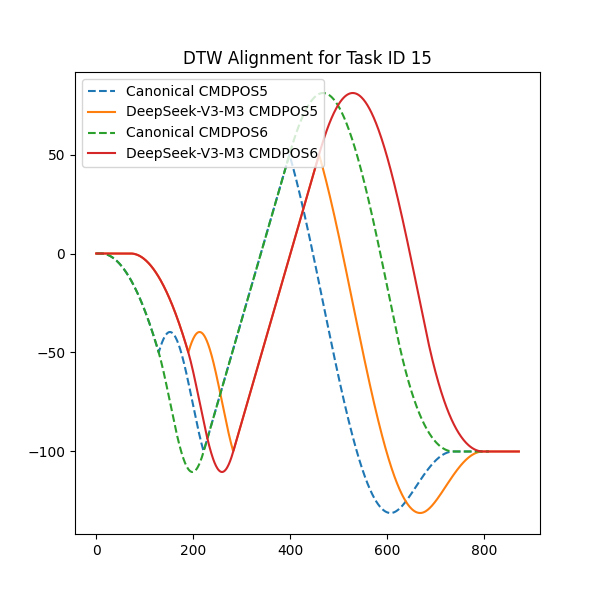 DTW Alignment for Task ID 15
Canonical CMDPOS5
DeepSeek-V3-M3 CMDPOS5
Canonical CMDPOS6
DeepSeek-V3-M3 CMDPOS6
50
0
−50
−100
0 200 400 600 800